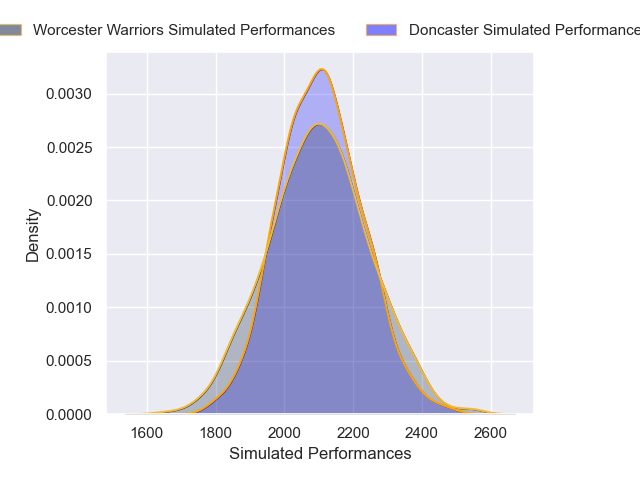 Worcester Warriors Simulated Performances Doncaster Simulated Performance
0.0030
0.0025
0.0020
0.0015
0.0010
0.0005
0.0000
Density
1600 1800 2000 2200 2400 2600
Simulated Performances